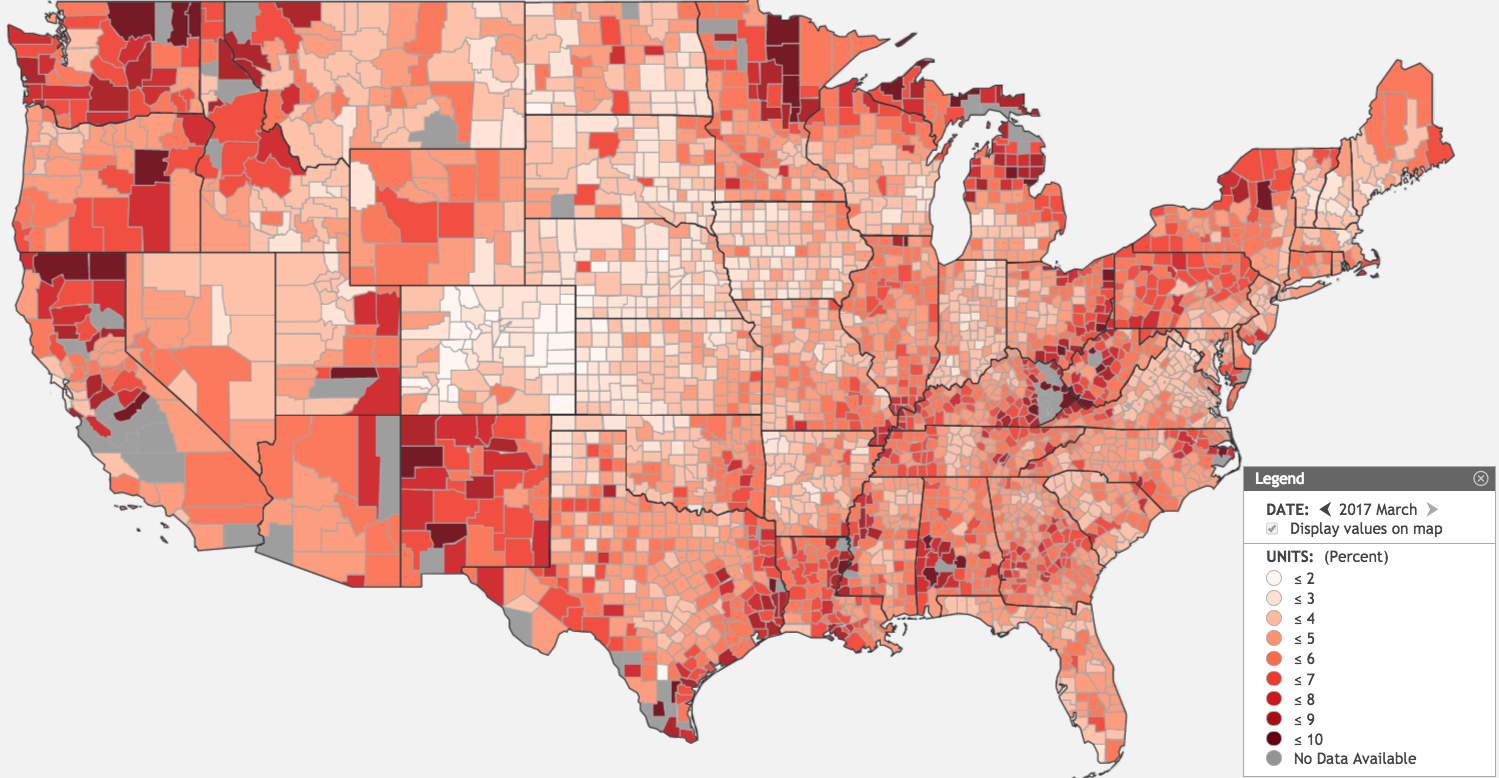 Legend
DATE: 2017 March
Display values on map
UNITS: (Percent)
≤ 2
≤ 3
≤ 4
≤ 5
≤ 6
≤ 7
≤ 8
≤ 9
≤ 10
No Data Available